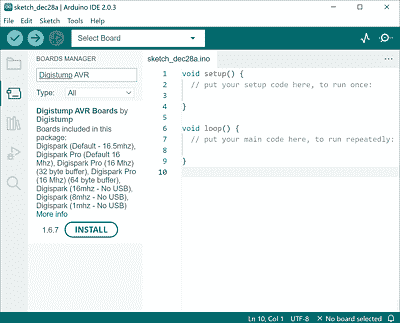 sketch_dec28a | Arduino IDE 2.0.3
File Edit Sketch Tools Help
Select Board
BOARDS MANAGER
Digistump AVR
Type: All
Digistump AVR Boards by
Digistump
Boards included in this
package:
Digispark (Default - 16.5mhz),
Digispark Pro (Default 16
Mhz), Digispark Pro (16 Mhz)
(32 byte buffer), Digispark
Pro (16 Mhz) (64 byte buffer),
Digispark (16mhz - No USB),
Digispark (8mhz - No USB),
Digispark (1mhz - No USB)
More info
1.6.7 INSTALL
sketch_dec28a.ino
1 void setup() {
2 // put your setup code here, to run once:
3
4 }
5
6 void loop() {
7 // put your main code here, to run repeatedly:
8
9 }
10
Ln 10, Col 1 UTF-8 No board selected